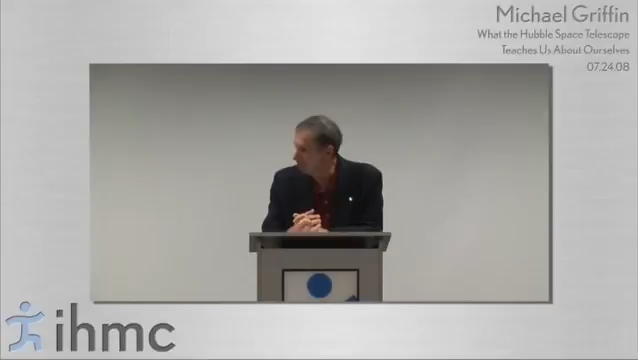 Michael Griffin
What the Hubble Space Telescope
Teaches Us About Ourselves
07.24.08
ihmc